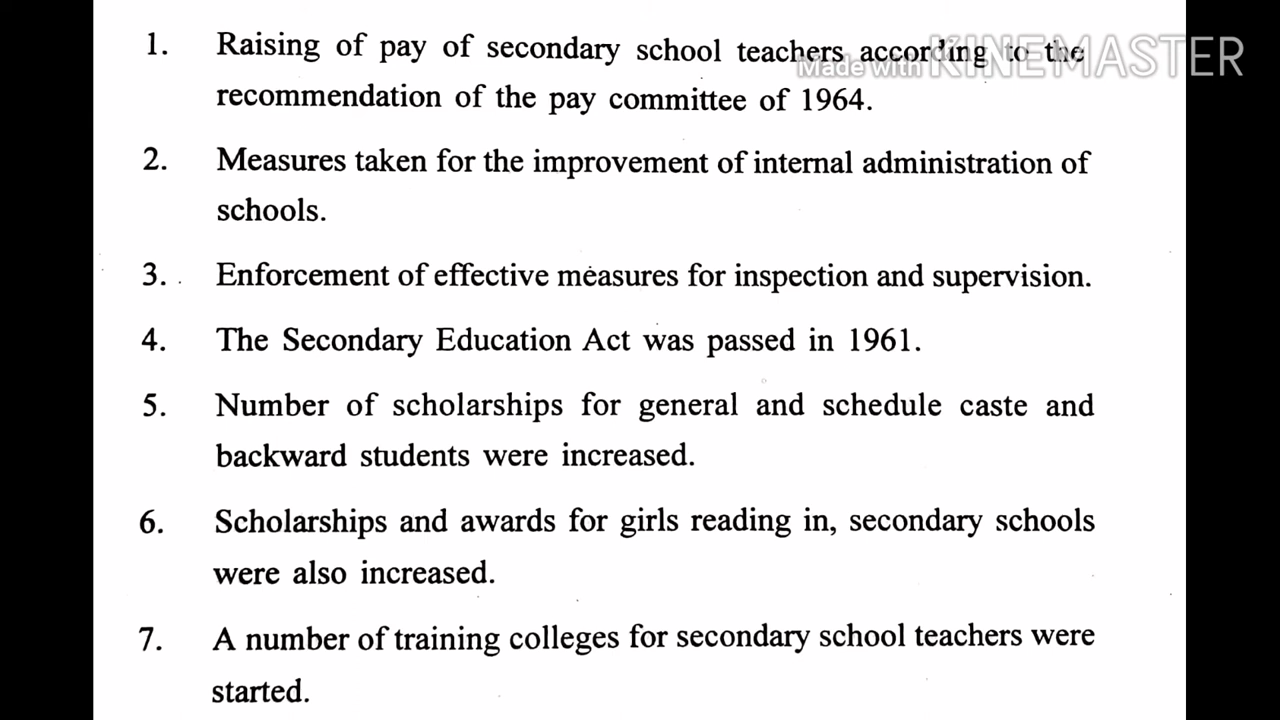 Made with KINEMASTER
1. Raising of pay of secondary school teachers according to the
recommendation of the pay committee of 1964.
2. Measures taken for the improvement of internal administration of
schools.
3. Enforcement of effective measures for inspection and supervision.
4. The Secondary Education Act was passed in 1961.
5. Number of scholarships for general and schedule caste and
backward students were increased.
6. Scholarships and awards for girls reading in, secondary schools
were also increased.
7. A number of training colleges for secondary school teachers were
started.